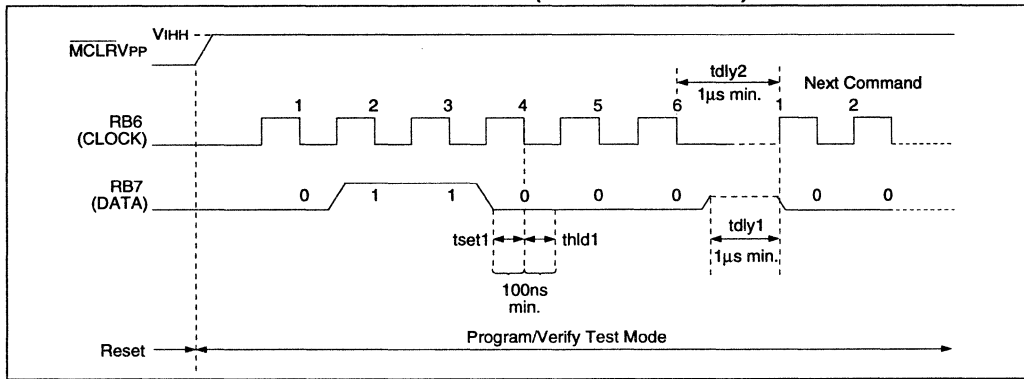 VIHH
MCLRVPP
tdly2
1µs min.
Next Command
1 2 3 4 5 6 1 2
RB6
(CLOCK)
RB7
(DATA)
0 1 1 0 0 0 0 0
tset1
thld1
tdly1
1µs min.
100ns
min.
Program/Verify Test Mode
Reset